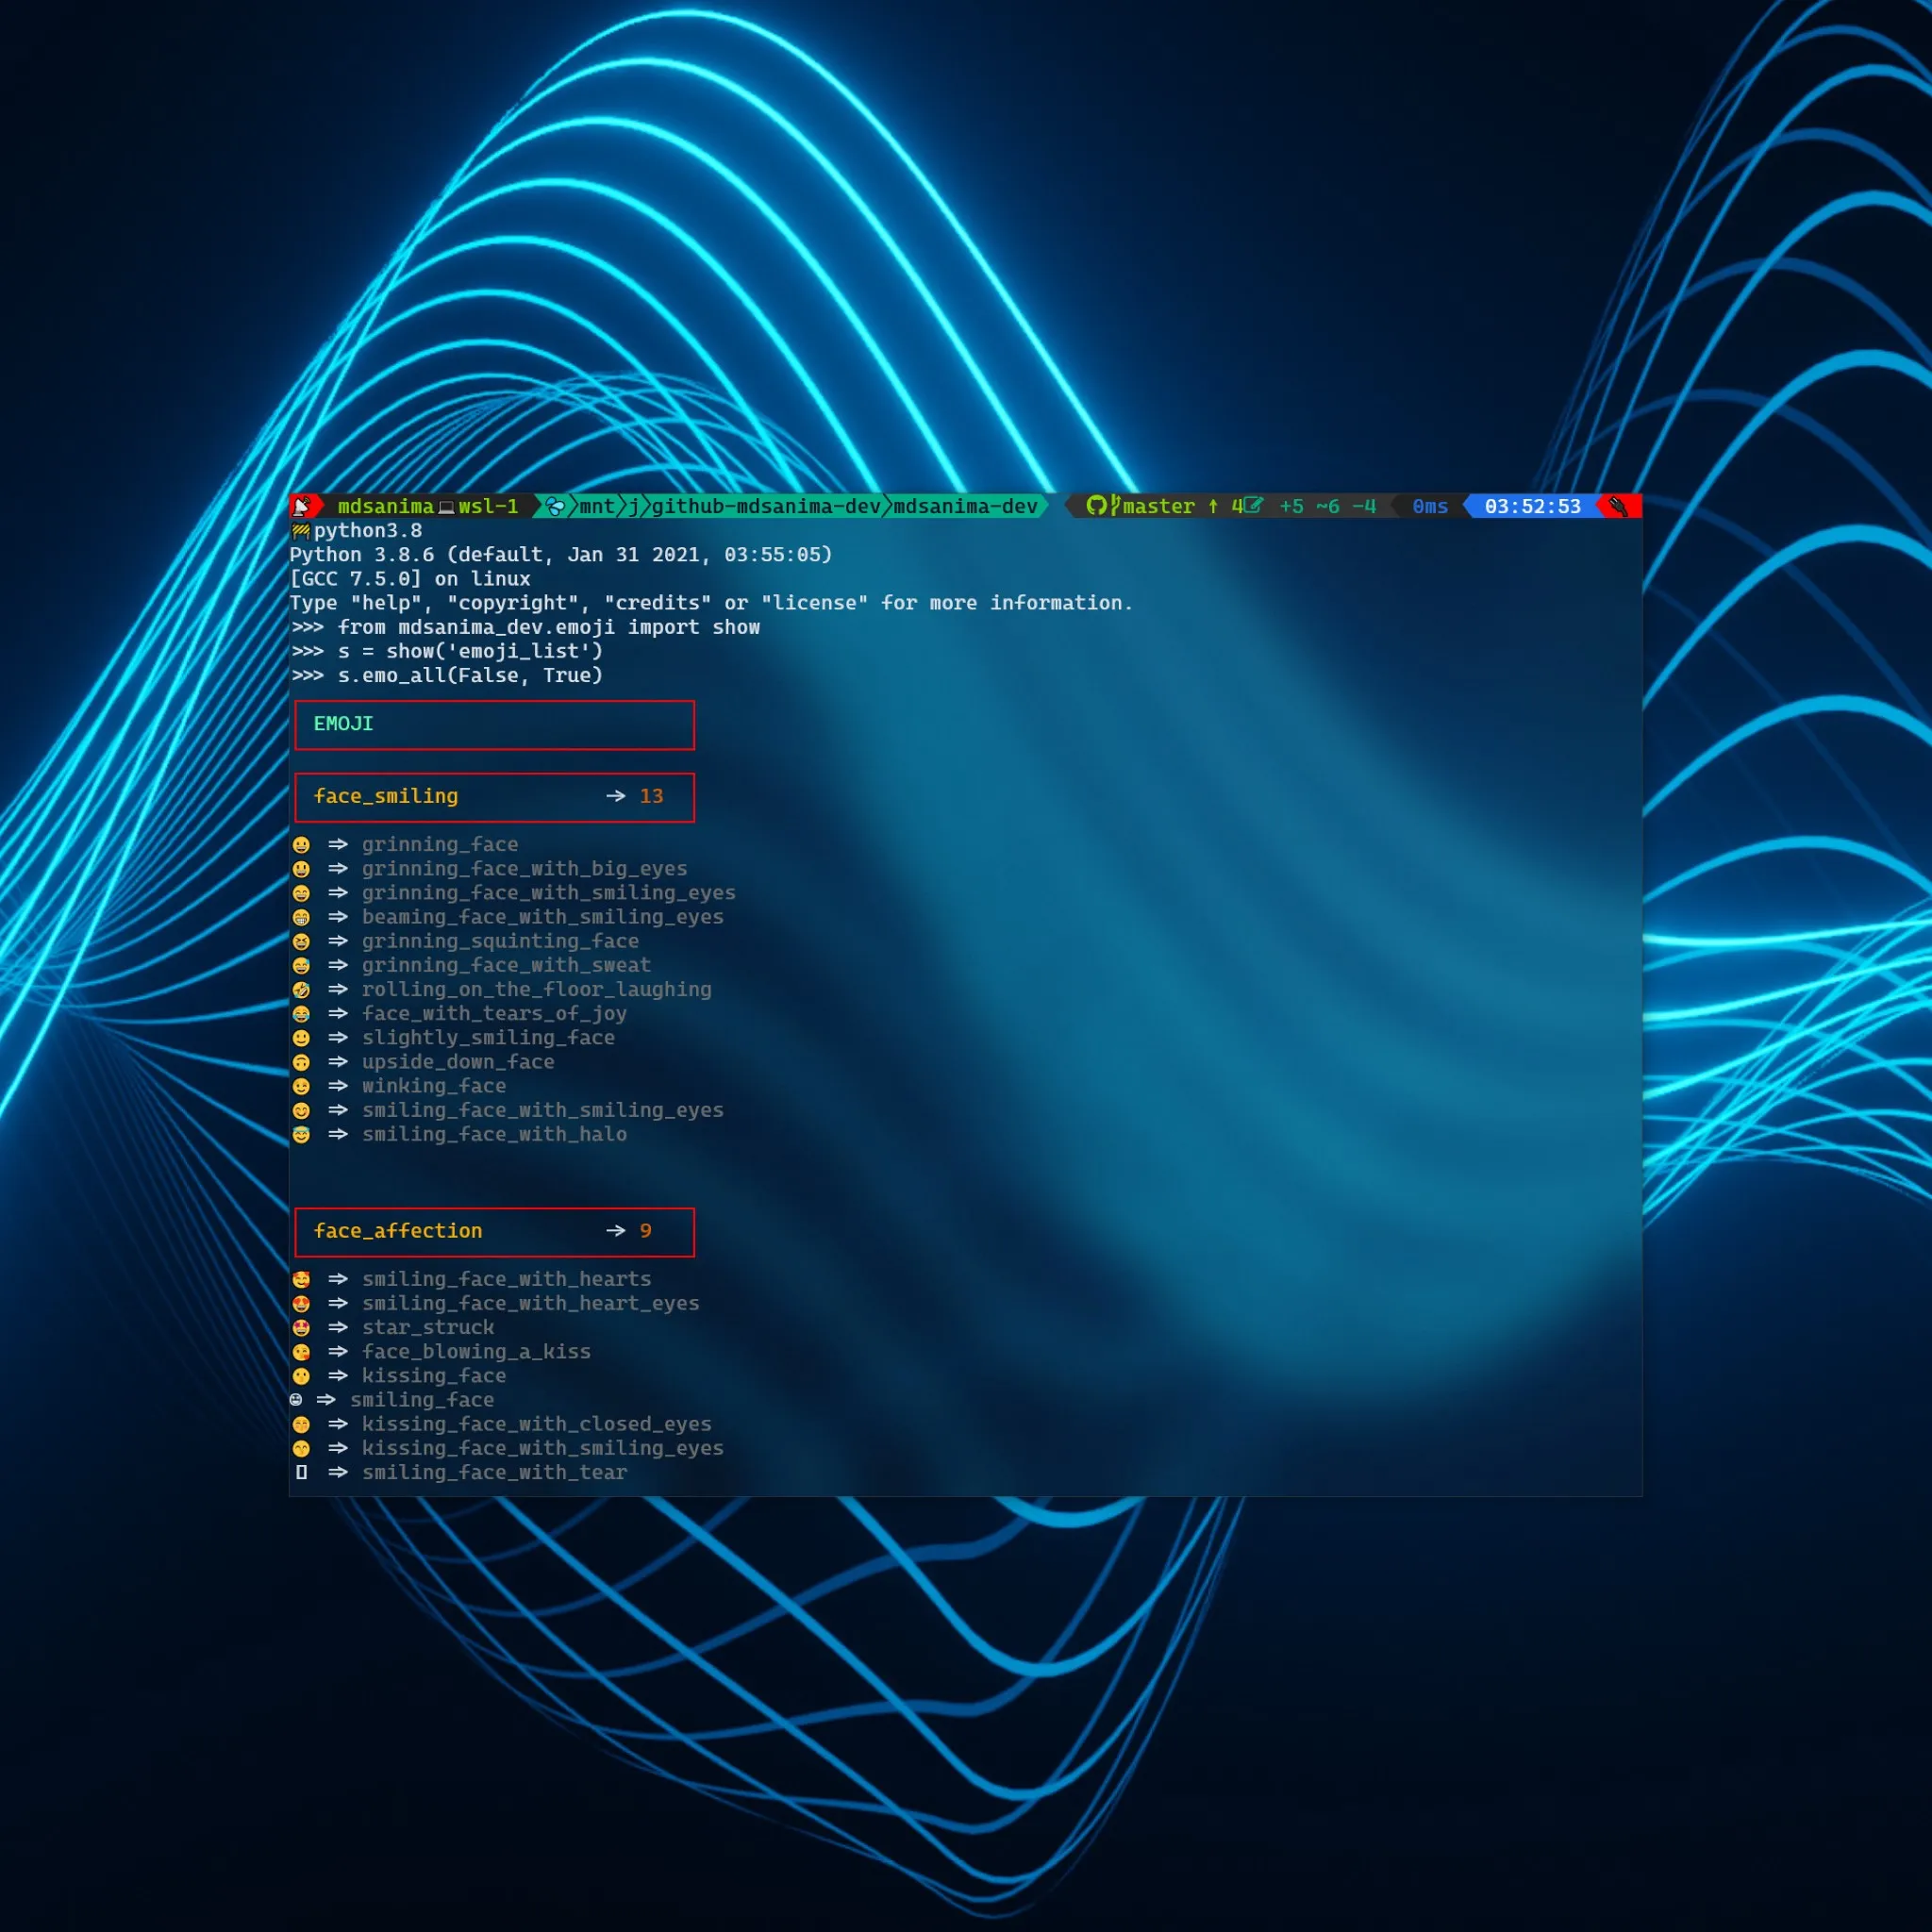 mdsanima💻wsl-1 mnt j github-mdsanima-dev mdsanima-dev master ↑ 4 +5 ~6 -4 0ms 03:52:53
🚧python3.8
Python 3.8.6 (default, Jan 31 2021, 03:55:05)
[GCC 7.5.0] on linux
Type "help", "copyright", "credits" or "license" for more information.
>>> from mdsanima_dev.emoji import show
>>> s = show('emoji_list')
>>> s.emo_all(False, True)
EMOJI
face_smiling → 13
😀 ⇒ grinning_face
😃 ⇒ grinning_face_with_big_eyes
😄 ⇒ grinning_face_with_smiling_eyes
😁 ⇒ beaming_face_with_smiling_eyes
😆 ⇒ grinning_squinting_face
😅 ⇒ grinning_face_with_sweat
🤣 ⇒ rolling_on_the_floor_laughing
😂 ⇒ face_with_tears_of_joy
🙂 ⇒ slightly_smiling_face
🙃 ⇒ upside_down_face
😉 ⇒ winking_face
😊 ⇒ smiling_face_with_smiling_eyes
😇 ⇒ smiling_face_with_halo
face_affection → 9
🥰 ⇒ smiling_face_with_hearts
😍 ⇒ smiling_face_with_heart_eyes
🤩 ⇒ star_struck
😘 ⇒ face_blowing_a_kiss
😗 ⇒ kissing_face
☺ ⇒ smiling_face
😚 ⇒ kissing_face_with_closed_eyes
😙 ⇒ kissing_face_with_smiling_eyes
▯ ⇒ smiling_face_with_tear